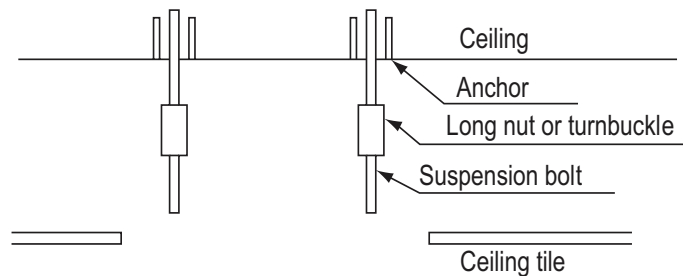 Ceiling
Anchor
Long nut or turnbuckle
Suspension bolt
Ceiling tile